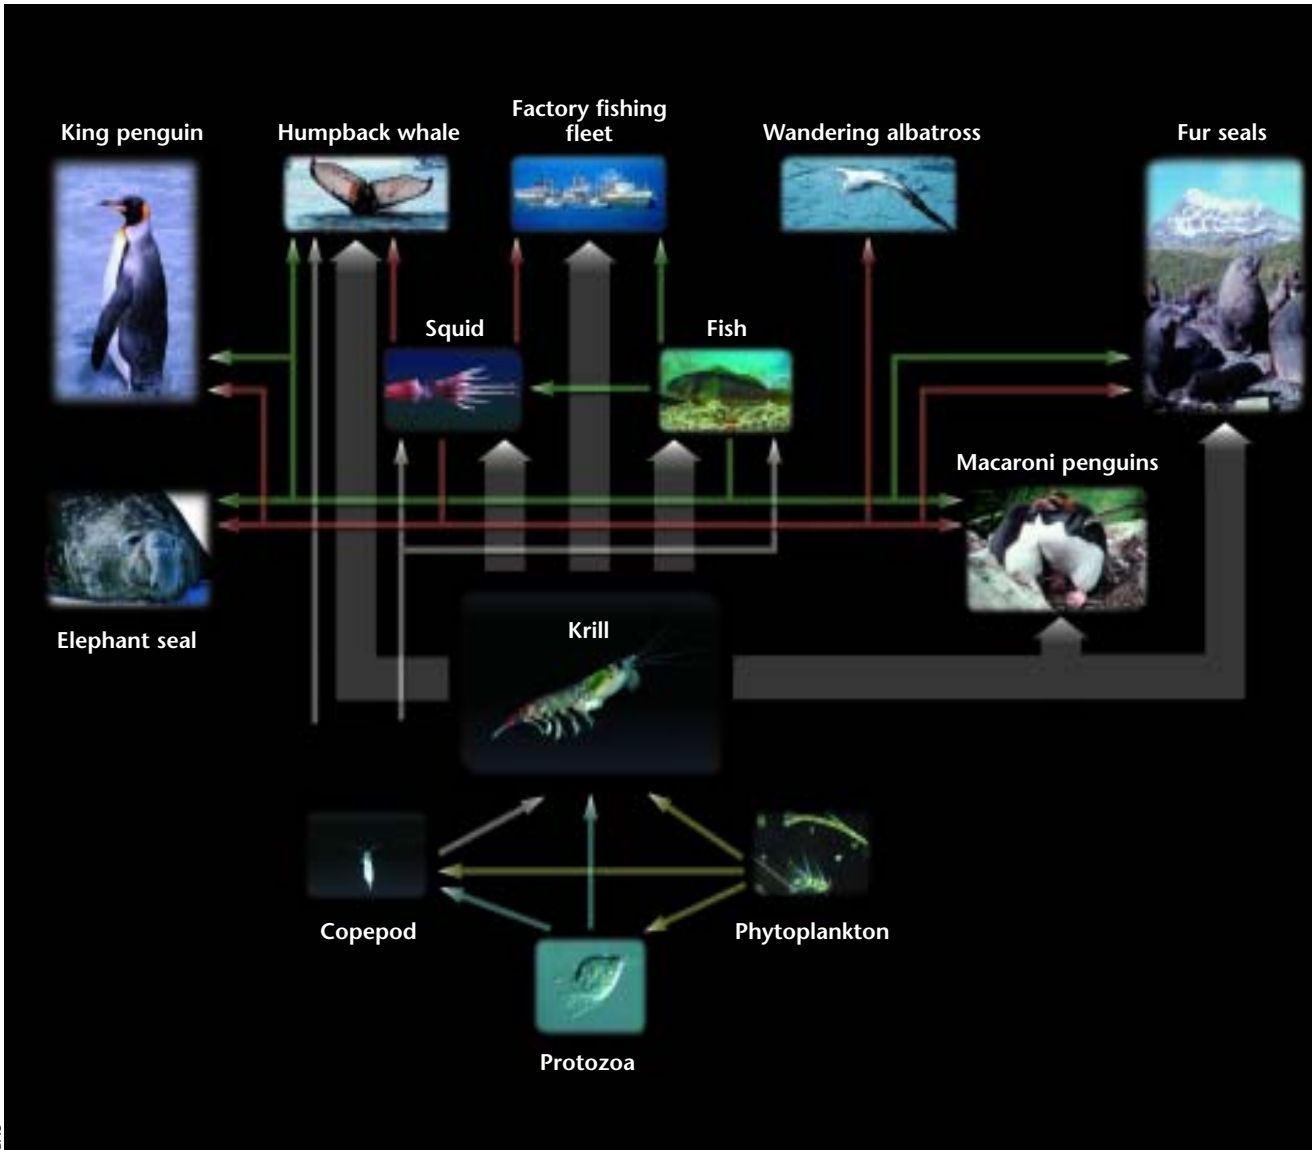 Factory fishing
fleet
King penguin
Humpback whale
Wandering albatross
Fur seals
Squid
Fish
Macaroni penguins
Krill
Elephant seal
Copepod
Phytoplankton
Protozoa